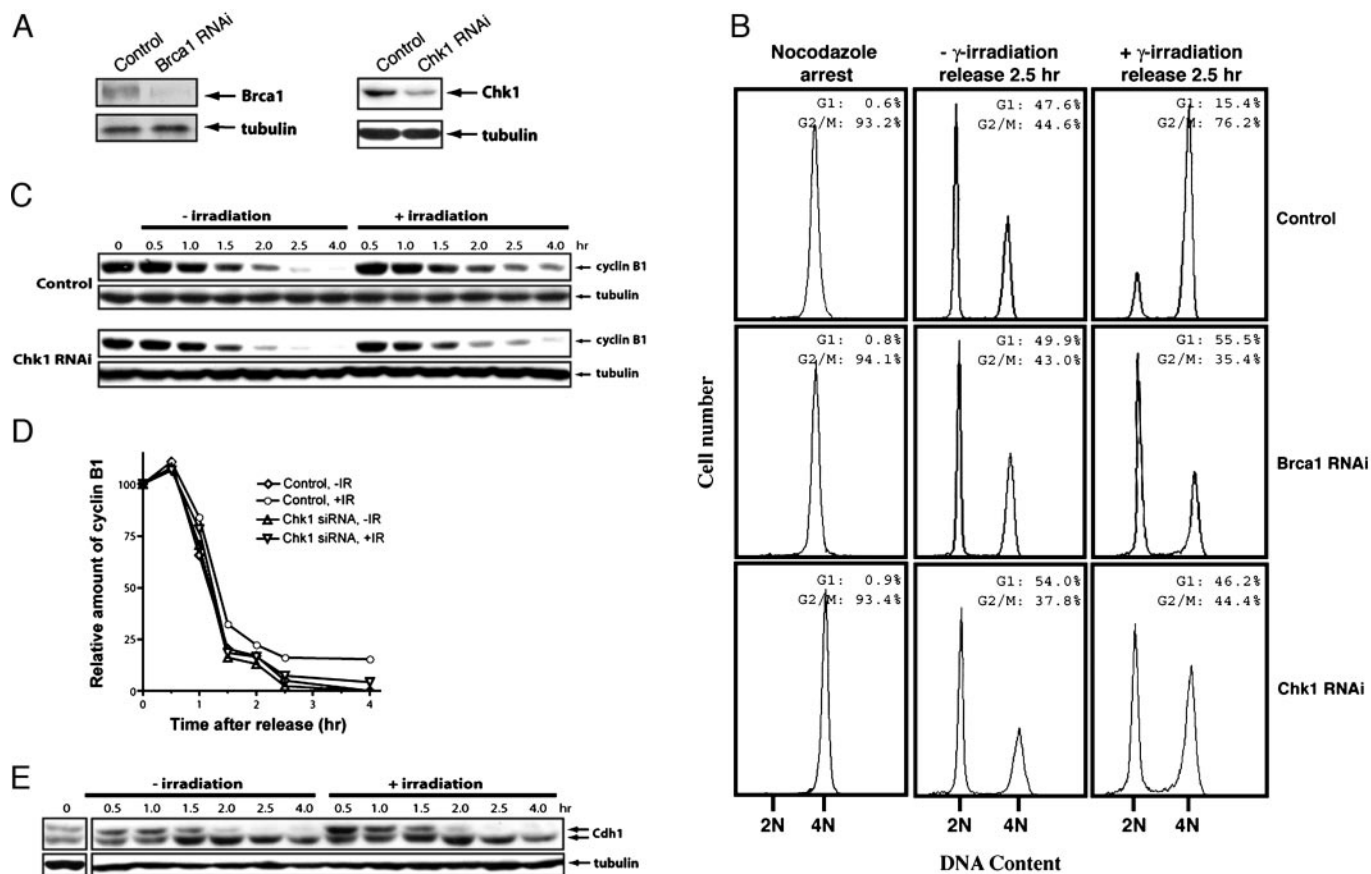 A
Control
Brca1 RNAi
Brca1
tubulin
Control
Chk1 RNAi
Chk1
tubulin
B
Nocodazole
arrest
- γ-irradiation
release 2.5 hr
+ γ-irradiation
release 2.5 hr
G1: 0.6%
G2/M: 93.2%
G1: 47.6%
G2/M: 44.6%
G1: 15.4%
G2/M: 76.2%
Control
G1: 0.8%
G2/M: 94.1%
G1: 49.9%
G2/M: 43.0%
G1: 55.5%
G2/M: 35.4%
Brca1 RNAi
G1: 0.9%
G2/M: 93.4%
G1: 54.0%
G2/M: 37.8%
G1: 46.2%
G2/M: 44.4%
Chk1 RNAi
Cell number
2N 4N 2N 4N 2N 4N
DNA Content
C
- irradiation
+ irradiation
0 0.5 1.0 1.5 2.0 2.5 4.0 0.5 1.0 1.5 2.0 2.5 4.0 hr
Control
cyclin B1
tubulin
Chk1 RNAi
cyclin B1
tubulin
D
Relative amount of cyclin B1
100
75
50
25
0
0 1 2 3 4
Time after release (hr)
Control, -IR
Control, +IR
Chk1 siRNA, -IR
Chk1 siRNA, +IR
E
- irradiation
+ irradiation
0 0.5 1.0 1.5 2.0 2.5 4.0 0.5 1.0 1.5 2.0 2.5 4.0 hr
Cdh1
tubulin